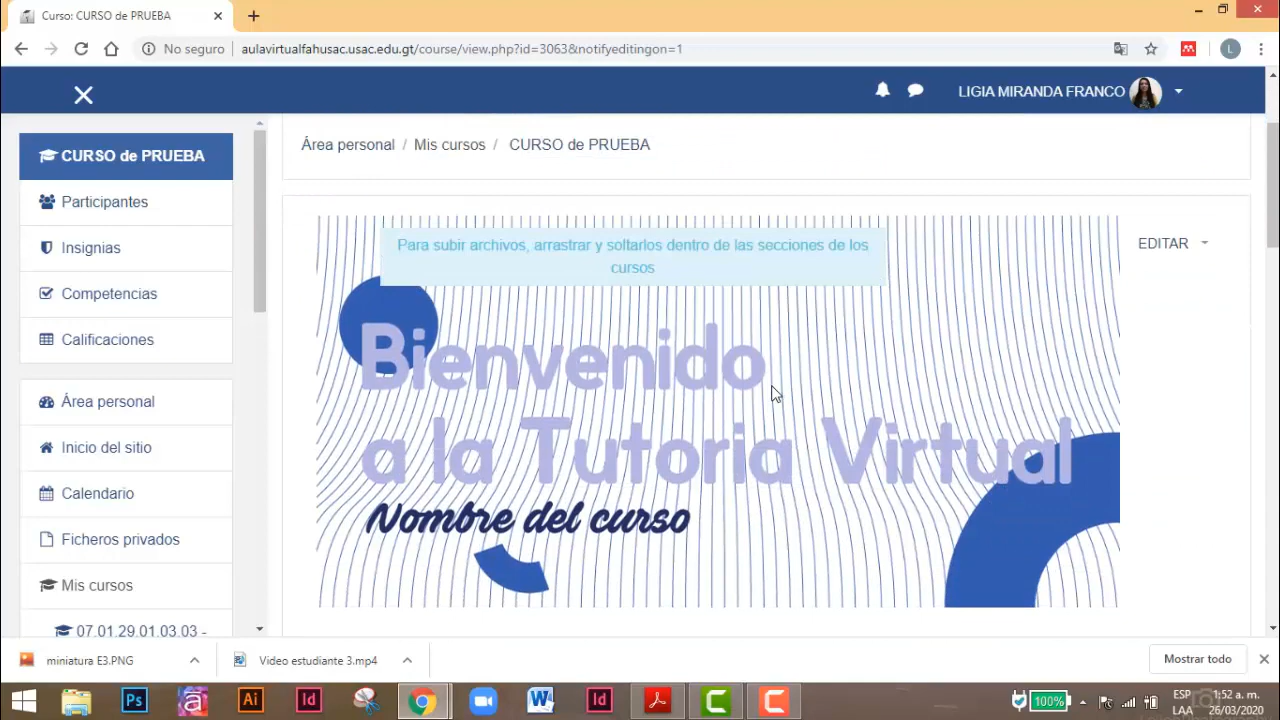 Curso: CURSO de PRUEBA
No seguro
aulavirtualfahusac.usac.edu.gt/course/view.php?id=3063&notifyeditingon=1
L
LIGIA MIRANDA FRANCO
CURSO de PRUEBA
Participantes
Insignias
Competencias
Calificaciones
Área personal
Inicio del sitio
Calendario
Ficheros privados
Mis cursos
07.01.29.01.03.03 -
Área personal / Mis cursos / CURSO de PRUEBA
Para subir archivos, arrastrar y soltarlos dentro de las secciones de los
cursos
EDITAR
Bienvenido
a la Tutoria Virtual
Nombre del curso
miniatura E3.PNG
Video estudiante 3.mp4
Mostrar todo
Ps
Ai
Id
W
Id
C
C
100%
ESP
LAA
1:52 a. m.
26/03/2020